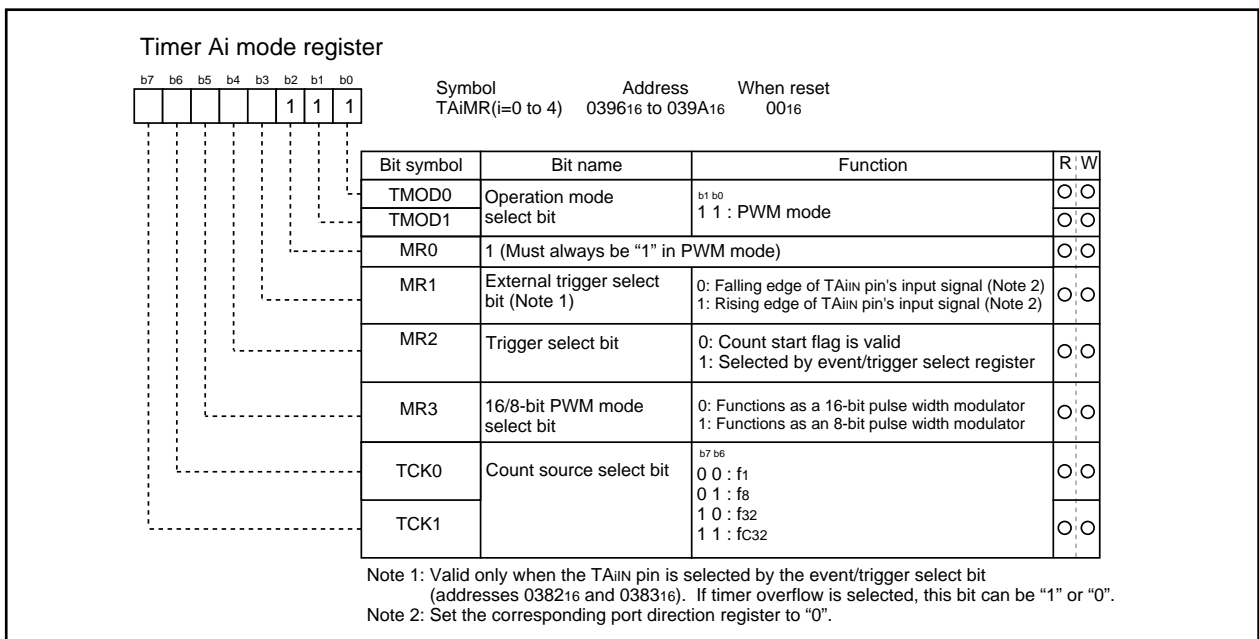 Timer Ai mode register
b7 b6 b5 b4 b3 b2 b1 b0
1 1 1
Symbol Address When reset
TAiMR(i=0 to 4) 039616 to 039A16 0016
Bit symbol Bit name Function R W
TMOD0
TMOD1
Operation mode
select bit
b1 b0
1 1 : PWM mode
MR0 1 (Must always be “1” in PWM mode)
MR1 External trigger select
bit (Note 1)
0: Falling edge of TAiIN pin's input signal (Note 2)
1: Rising edge of TAiIN pin's input signal (Note 2)
MR2 Trigger select bit
0: Count start flag is valid
1: Selected by event/trigger select register
MR3 16/8-bit PWM mode
select bit
0: Functions as a 16-bit pulse width modulator
1: Functions as an 8-bit pulse width modulator
TCK0
TCK1
Count source select bit
b7 b6
0 0 : f1
0 1 : f8
1 0 : f32
1 1 : fC32
Note 1: Valid only when the TAiIN pin is selected by the event/trigger select bit
(addresses 038216 and 038316). If timer overflow is selected, this bit can be “1” or “0”.
Note 2: Set the corresponding port direction register to “0”.